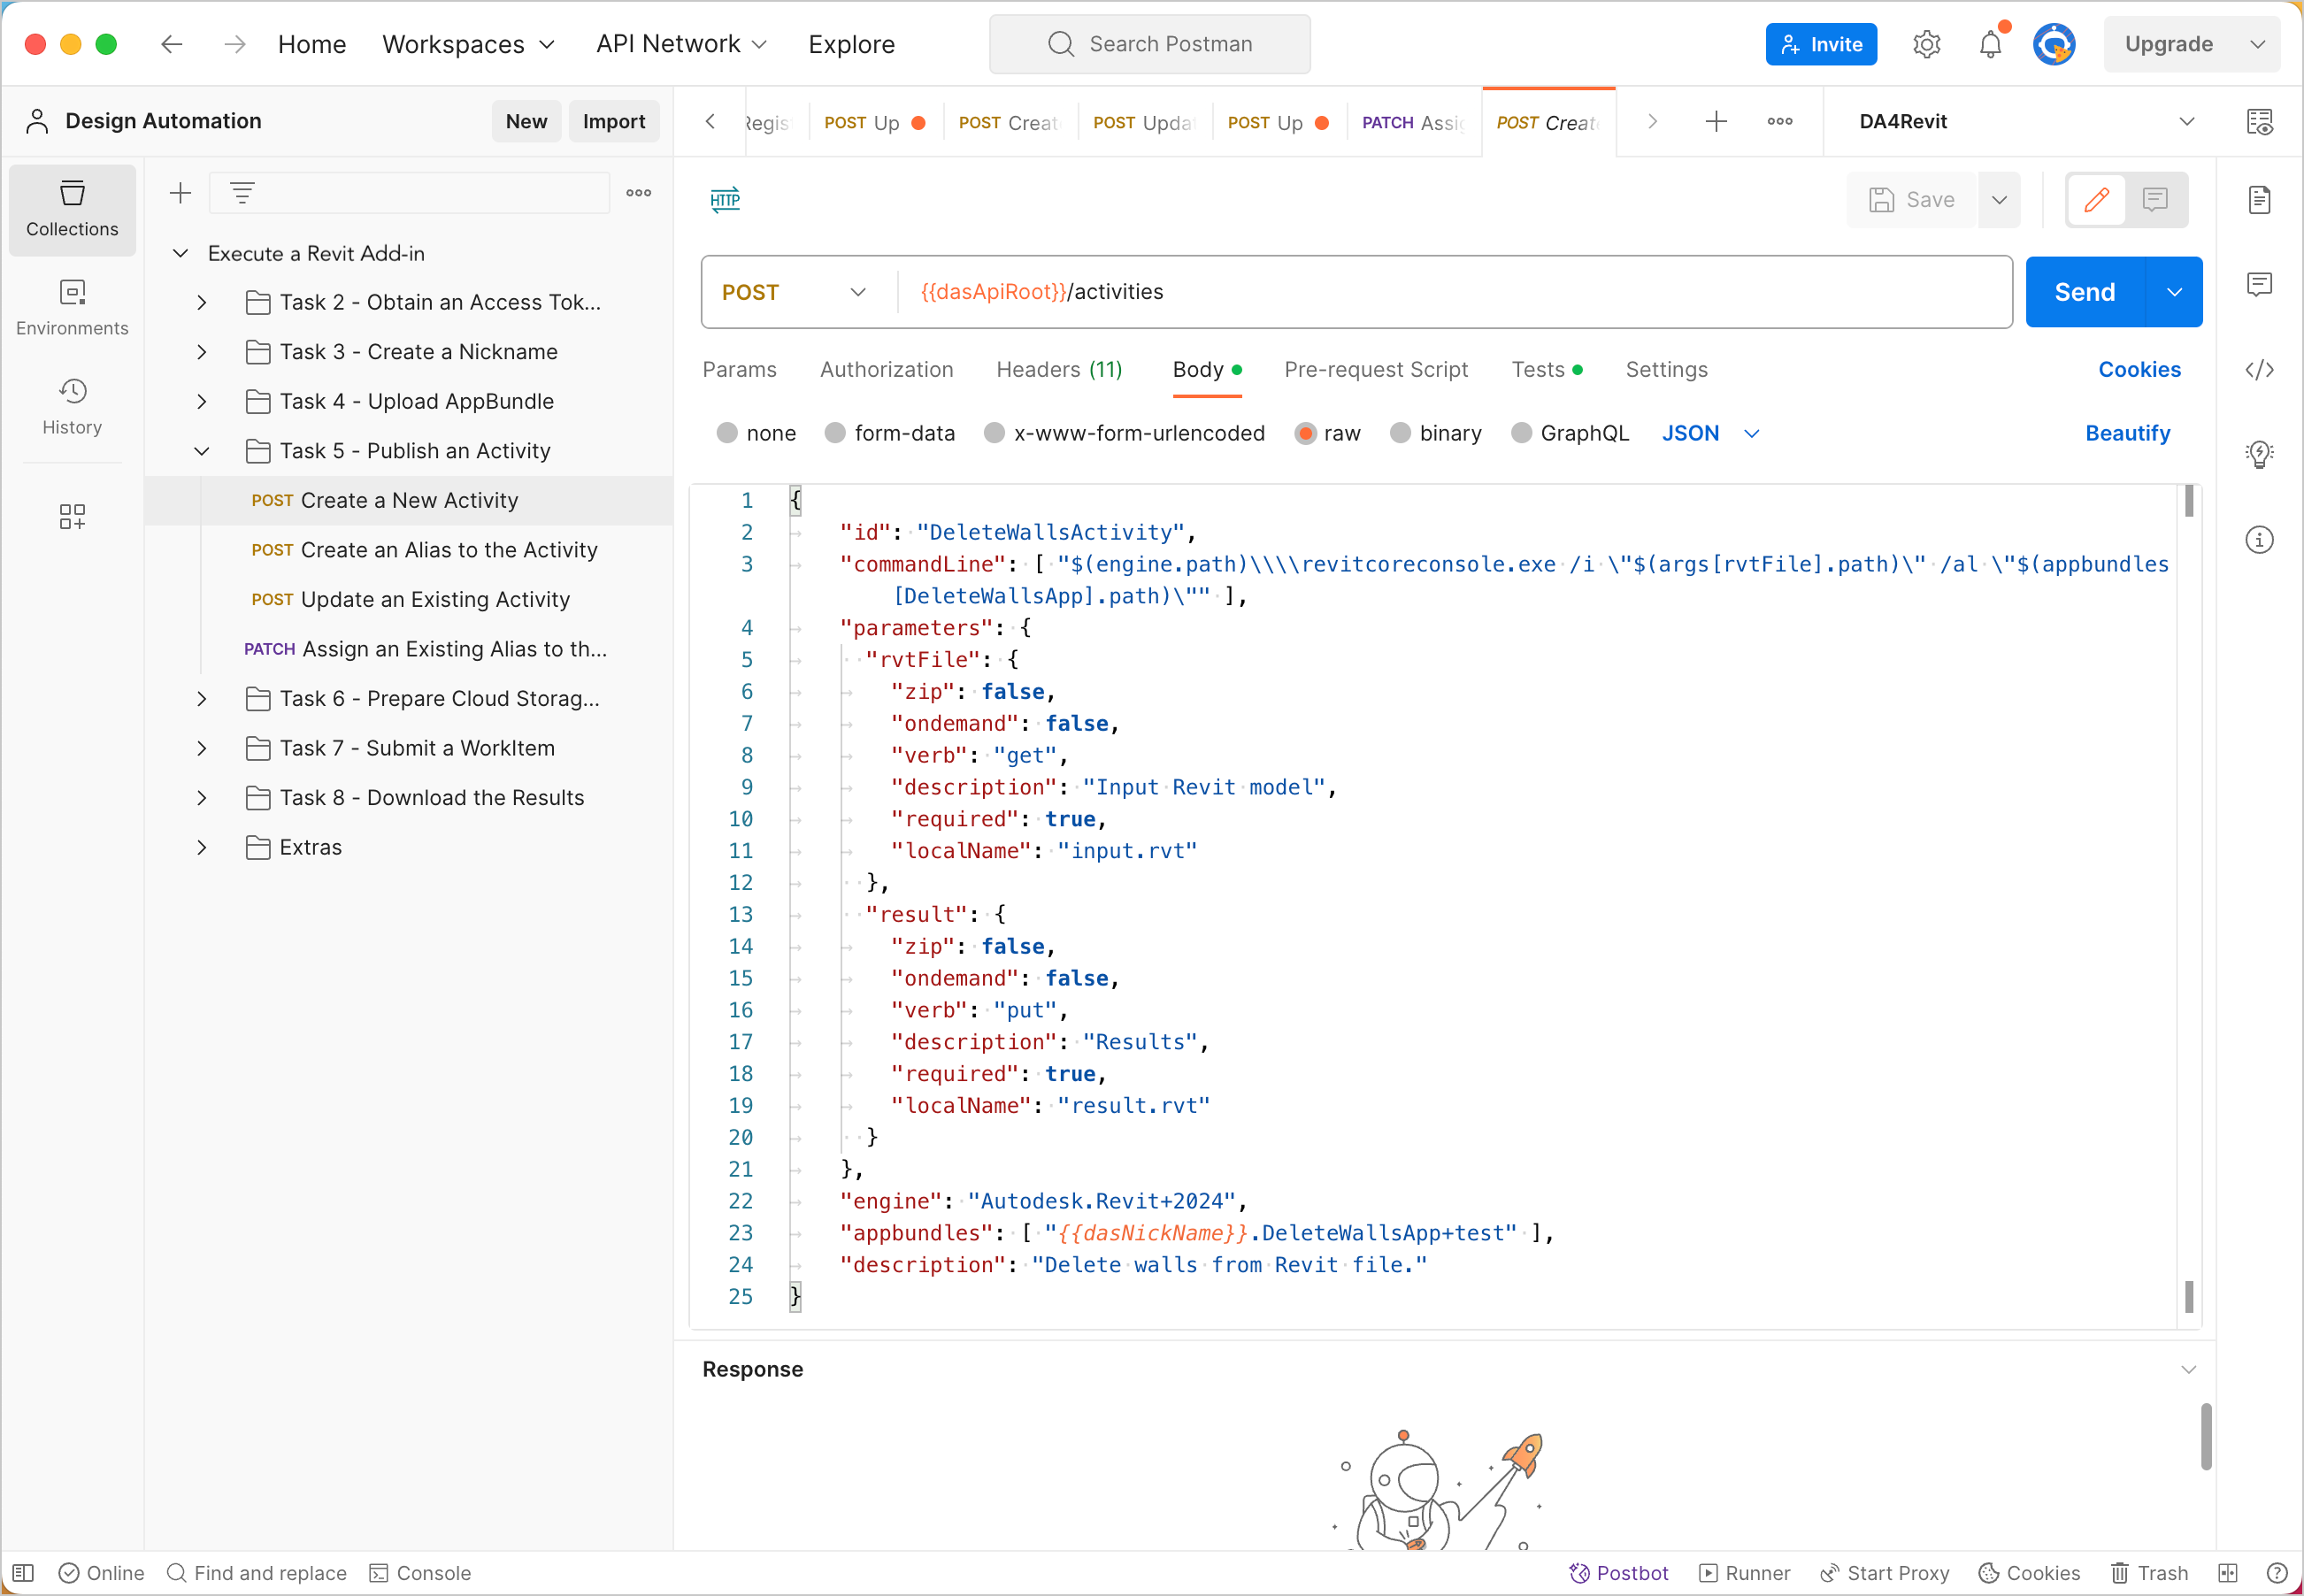 Home Workspaces API Network Explore Search Postman Invite Upgrade
Design Automation New Import
POST Up POST Creat POST Upda POST Up PATCH Assi POST Creat DA4Revit
Collections
Environments
History
Execute a Revit Add-in
Task 2 - Obtain an Access Tok...
Task 3 - Create a Nickname
Task 4 - Upload AppBundle
Task 5 - Publish an Activity
POST Create a New Activity
POST Create an Alias to the Activity
POST Update an Existing Activity
PATCH Assign an Existing Alias to th...
Task 6 - Prepare Cloud Storag...
Task 7 - Submit a WorkItem
Task 8 - Download the Results
Extras
HTTP Save
POST {{dasApiRoot}}/activities Send
Params Authorization Headers (11) Body Pre-request Script Tests Settings Cookies
none form-data x-www-form-urlencoded raw binary GraphQL JSON Beautify
1 {
2 "id": "DeleteWallsActivity",
3 "commandLine": [ "$(engine.path)\\\\revitcoreconsole.exe /i \"$(args[rvtFile].path)\" /al \"$(appbundles
[DeleteWallsApp].path)\"" ],
4 "parameters": {
5 "rvtFile": {
6 "zip": false,
7 "ondemand": false,
8 "verb": "get",
9 "description": "Input Revit model",
10 "required": true,
11 "localName": "input.rvt"
12 },
13 "result": {
14 "zip": false,
15 "ondemand": false,
16 "verb": "put",
17 "description": "Results",
18 "required": true,
19 "localName": "result.rvt"
20 }
21 },
22 "engine": "Autodesk.Revit+2024",
23 "appbundles": [ "{{dasNickName}}.DeleteWallsApp+test" ],
24 "description": "Delete walls from Revit file."
25 }
Response
Online Find and replace Console Postbot Runner Start Proxy Cookies Trash